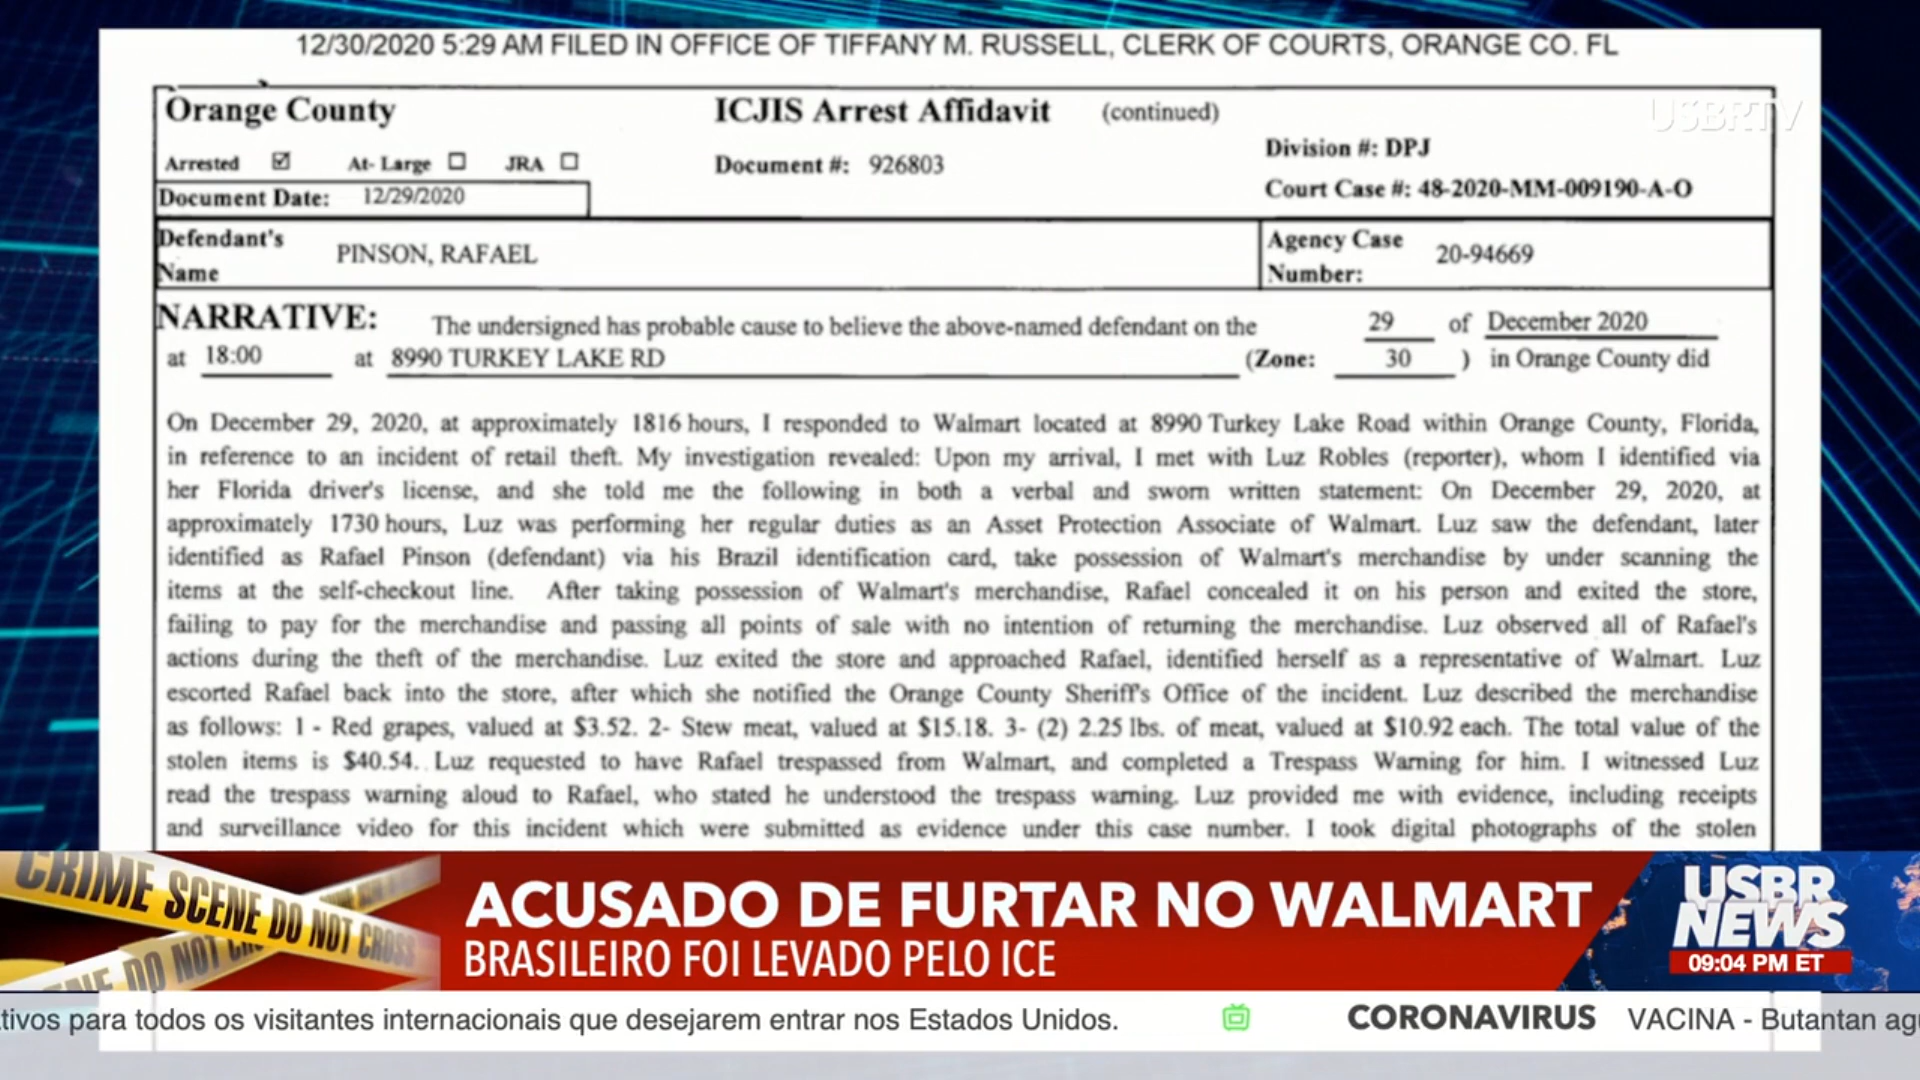 12/30/2020 5:29 AM FILED IN OFFICE OF TIFFANY M. RUSSELL, CLERK OF COURTS, ORANGE CO. FL
Orange County ICJIS Arrest Affidavit (continued)
USBRTV
Division #: DPJ
Arrested At- Large JRA Document #: 926803
Court Case #: 48-2020-MM-009190-A-O
Document Date: 12/29/2020
Defendant's Name PINSON, RAFAEL
Agency Case Number: 20-94669
NARRATIVE: The undersigned has probable cause to believe the above-named defendant on the 29 of December 2020
at 18:00 at 8990 TURKEY LAKE RD (Zone: 30 ) in Orange County did
On December 29, 2020, at approximately 1816 hours, I responded to Walmart located at 8990 Turkey Lake Road within Orange County, Florida,
in reference to an incident of retail theft. My investigation revealed: Upon my arrival, I met with Luz Robles (reporter), whom I identified via
her Florida driver's license, and she told me the following in both a verbal and sworn written statement: On December 29, 2020, at
approximately 1730 hours, Luz was performing her regular duties as an Asset Protection Associate of Walmart. Luz saw the defendant, later
identified as Rafael Pinson (defendant) via his Brazil identification card, take possession of Walmart's merchandise by under scanning the
items at the self-checkout line. After taking possession of Walmart's merchandise, Rafael concealed it on his person and exited the store,
failing to pay for the merchandise and passing all points of sale with no intention of returning the merchandise. Luz observed all of Rafael's
actions during the theft of the merchandise. Luz exited the store and approached Rafael, identified herself as a representative of Walmart. Luz
escorted Rafael back into the store, after which she notified the Orange County Sheriff's Office of the incident. Luz described the merchandise
as follows: 1 - Red grapes, valued at $3.52. 2- Stew meat, valued at $15.18. 3- (2) 2.25 lbs. of meat, valued at $10.92 each. The total value of the
stolen items is $40.54. Luz requested to have Rafael trespassed from Walmart, and completed a Trespass Warning for him. I witnessed Luz
read the trespass warning aloud to Rafael, who stated he understood the trespass warning. Luz provided me with evidence, including receipts
and surveillance video for this incident which were submitted as evidence under this case number. I took digital photographs of the stolen
CRIME SCENE DO NOT CROSS
NE DO NOT
ACUSADO DE FURTAR NO WALMART
BRASILEIRO FOI LEVADO PELO ICE
USBR
NEWS
09:04 PM ET
tivos para todos os visitantes internacionais que desejarem entrar nos Estados Unidos. CORONAVIRUS VACINA - Butantan agu